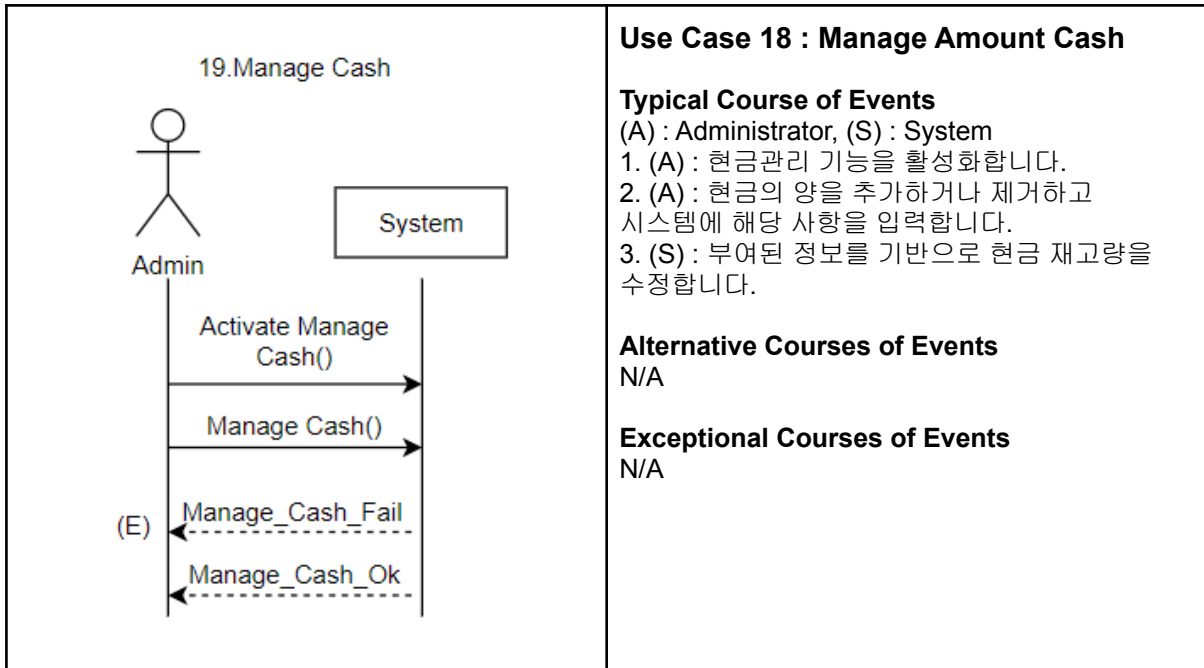 19.Manage Cash
System
Admin
Activate Manage
Cash()
Manage Cash()
(E)
Manage_Cash_Fail
Manage_Cash_Ok
Use Case 18 : Manage Amount Cash
Typical Course of Events
(A) : Administrator, (S) : System
1. (A) : 현금관리 기능을 활성화합니다.
2. (A) : 현금의 양을 추가하거나 제거하고
시스템에 해당 사항을 입력합니다.
3. (S) : 부여된 정보를 기반으로 현금 재고량을
수정합니다.
Alternative Courses of Events
N/A
Exceptional Courses of Events
N/A